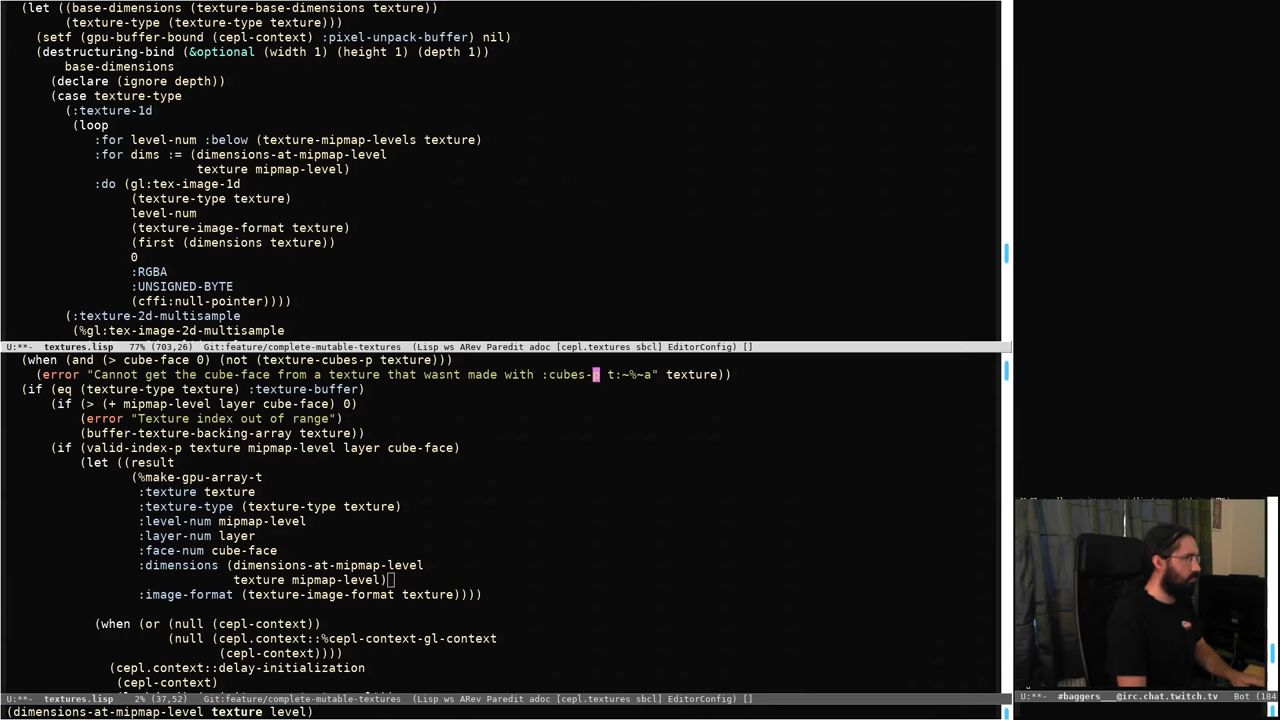 (let ((base-dimensions (texture-base-dimensions texture))
(texture-type (texture-type texture)))
(setf (gpu-buffer-bound (cepl-context) :pixel-unpack-buffer) nil)
(destructuring-bind (&optional (width 1) (height 1) (depth 1))
base-dimensions
(declare (ignore depth))
(case texture-type
(:texture-1d
(loop
:for level-num :below (texture-mipmap-levels texture)
:for dims := (dimensions-at-mipmap-level
texture mipmap-level)
:do (gl:tex-image-1d
(texture-type texture)
level-num
(texture-image-format texture)
(first (dimensions texture))
0
:RGBA
:UNSIGNED-BYTE
(cffi:null-pointer))))
(:texture-2d-multisample
(%gl:tex-image-2d-multisample
U:**-  textures.lisp   77% (703,26)   Git:feature/complete-mutable-textures  (Lisp ws ARev Paredit adoc [cepl.textures sbcl] EditorConfig) []
(when (and (> cube-face 0) (not (texture-cubes-p texture)))
(error "Cannot get the cube-face from a texture that wasnt made with :cubes-p t:~%~a" texture))
(if (eq (texture-type texture) :texture-buffer)
(if (> (+ mipmap-level layer cube-face) 0)
(error "Texture index out of range")
(buffer-texture-backing-array texture))
(if (valid-index-p texture mipmap-level layer cube-face)
(let ((result
(%make-gpu-array-t
:texture texture
:texture-type (texture-type texture)
:level-num mipmap-level
:layer-num layer
:face-num cube-face
:dimensions (dimensions-at-mipmap-level
texture mipmap-level)
:image-format (texture-image-format texture))))
(when (or (null (cepl-context))
(null (cepl.context::%cepl-context-gl-context
(cepl-context))))
(cepl.context::delay-initialization
(cepl-context)
U:**-  textures.lisp    2% (37,52)    Git:feature/complete-mutable-textures  (Lisp ws ARev Paredit adoc [cepl.textures sbcl] EditorConfig) []
U:**-  #baggers___@irc.chat.twitch.tv   Bot (184
(dimensions-at-mipmap-level texture level)